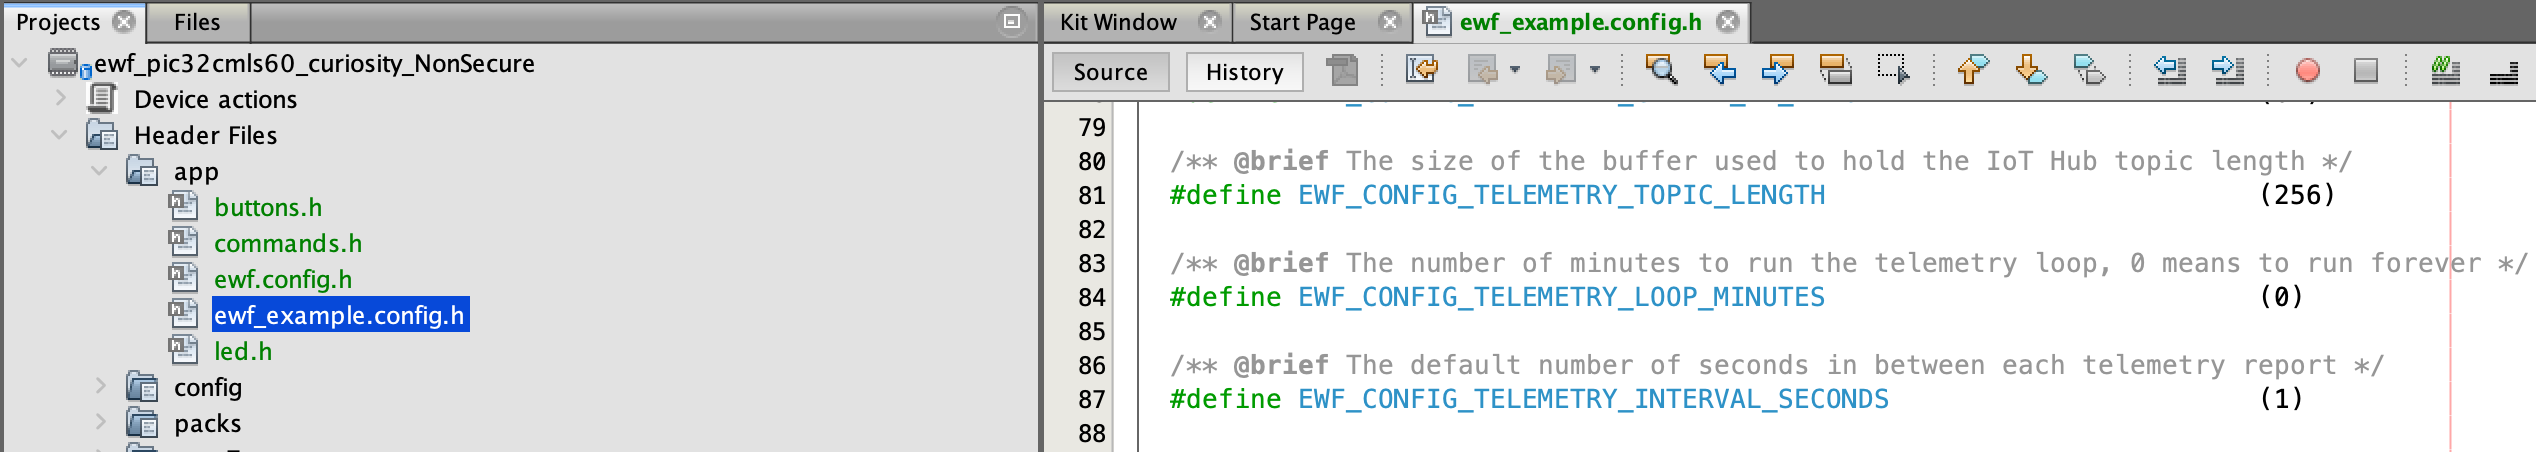 Projects Files
ewf_pic32cmls60_curiosity_NonSecure
Device actions
Header Files
app
buttons.h
commands.h
ewf.config.h
ewf_example.config.h
led.h
config
packs
Kit Window Start Page ewf_example.config.h
Source History
79
80 /** @brief The size of the buffer used to hold the IoT Hub topic length */
81 #define EWF_CONFIG_TELEMETRY_TOPIC_LENGTH (256)
82
83 /** @brief The number of minutes to run the telemetry loop, 0 means to run forever */
84 #define EWF_CONFIG_TELEMETRY_LOOP_MINUTES (0)
85
86 /** @brief The default number of seconds in between each telemetry report */
87 #define EWF_CONFIG_TELEMETRY_INTERVAL_SECONDS (1)
88